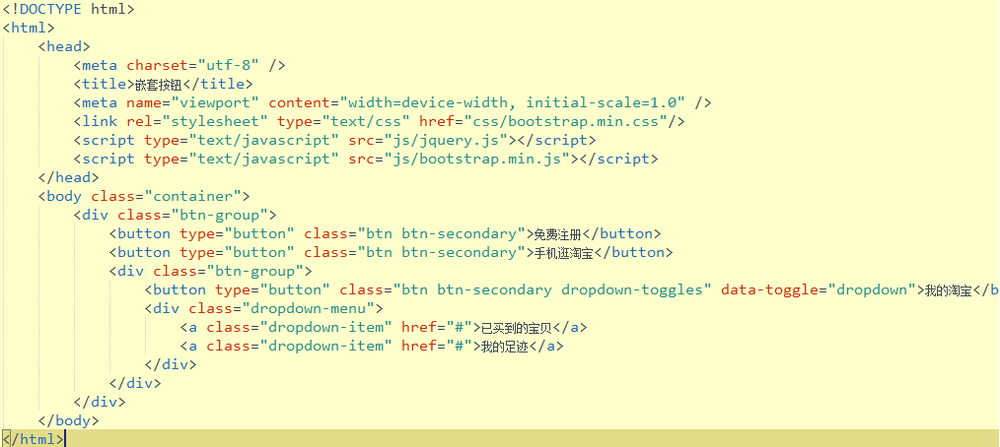 <!DOCTYPE html>
<html>
<head>
<meta charset="utf-8" />
<title>嵌套按钮</title>
<meta name="viewport" content="width=device-width, initial-scale=1.0" />
<link rel="stylesheet" type="text/css" href="css/bootstrap.min.css"/>
<script type="text/javascript" src="js/jquery.js"></script>
<script type="text/javascript" src="js/bootstrap.min.js"></script>
</head>
<body class="container">
<div class="btn-group">
<button type="button" class="btn btn-secondary">免费注册</button>
<button type="button" class="btn btn-secondary">手机逛淘宝</button>
<div class="btn-group">
<button type="button" class="btn btn-secondary dropdown-toggles" data-toggle="dropdown">我的淘宝</b
<div class="dropdown-menu">
<a class="dropdown-item" href="#">已买到的宝贝</a>
<a class="dropdown-item" href="#">我的足迹</a>
</div>
</div>
</div>
</body>
</html>